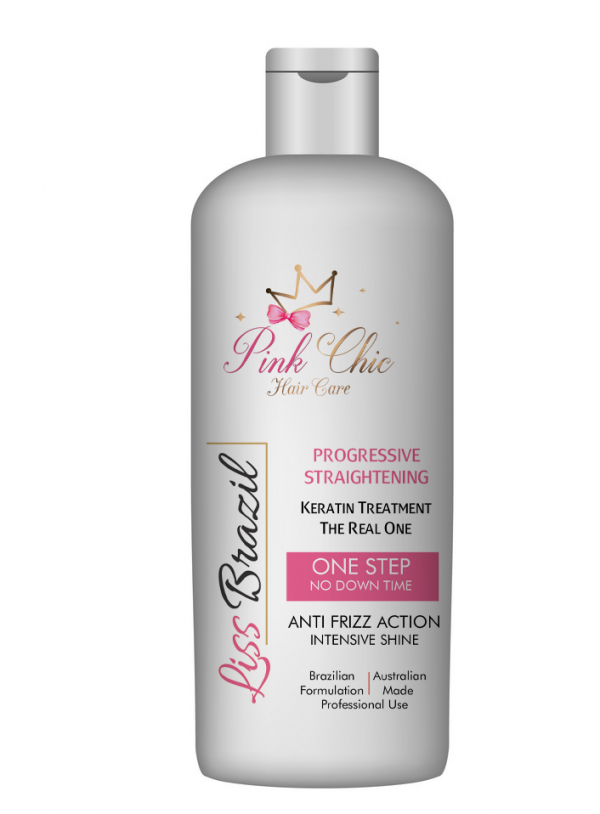 Pink Chic
Hair Care
Liss Brazil
PROGRESSIVE
STRAIGHTENING
KERATIN TREATMENT
THE REAL ONE
ONE STEP
NO DOWN TIME
ANTI FRIZZ ACTION
INTENSIVE SHINE
Brazilian Australian
Formulation Made
Professional Use